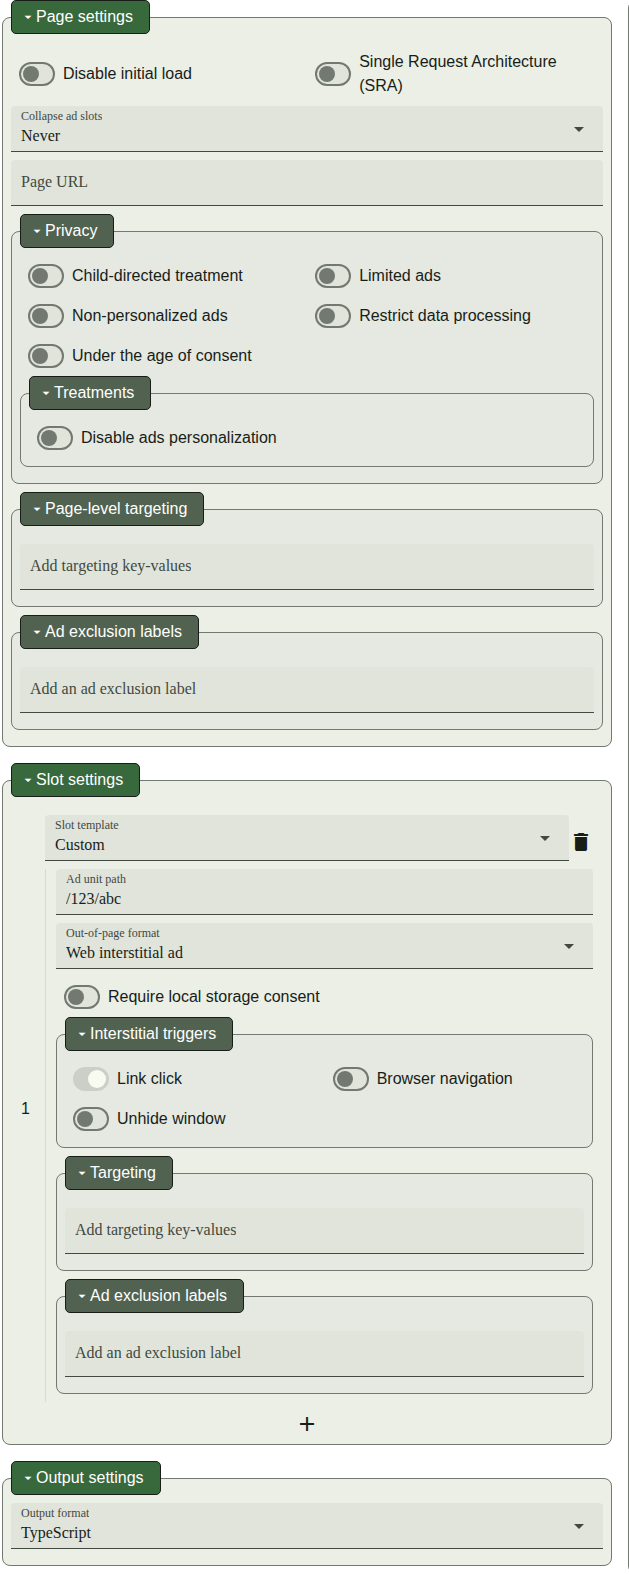 Page settings
Disable initial load
Single Request Architecture
(SRA)
Collapse ad slots
Never
Page URL
Privacy
Child-directed treatment
Limited ads
Non-personalized ads
Restrict data processing
Under the age of consent
Treatments
Disable ads personalization
Page-level targeting
Add targeting key-values
Ad exclusion labels
Add an ad exclusion label
Slot settings
Slot template
Custom
Ad unit path
/123/abc
Out-of-page format
Web interstitial ad
Require local storage consent
Interstitial triggers
Link click
Browser navigation
1
Unhide window
Targeting
Add targeting key-values
Ad exclusion labels
Add an ad exclusion label
+
Output settings
Output format
TypeScript